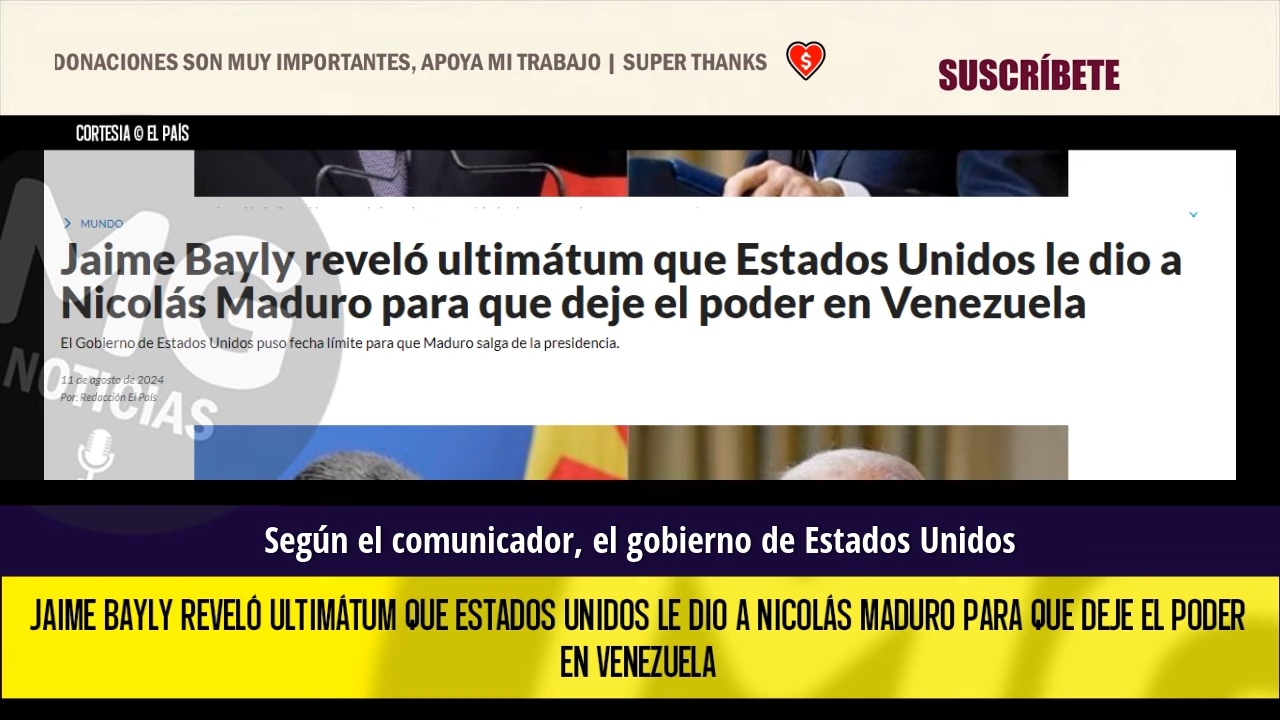 DONACIONES SON MUY IMPORTANTES, APOYA MI TRABAJO | SUPER THANKS
$
SUSCRÍBETE
CORTESIA © EL PAÍS
MUNDO
Jaime Bayly reveló ultimátum que Estados Unidos le dio a
Nicolás Maduro para que deje el poder en Venezuela
El Gobierno de Estados Unidos puso fecha límite para que Maduro salga de la presidencia.
11 de agosto de 2024
Por: Redacción El País
MG
NOTICIAS
Según el comunicador, el gobierno de Estados Unidos
JAIME BAYLY REVELÓ ULTIMÁTUM QUE ESTADOS UNIDOS LE DIO A NICOLÁS MADURO PARA QUE DEJE EL PODER
EN VENEZUELA